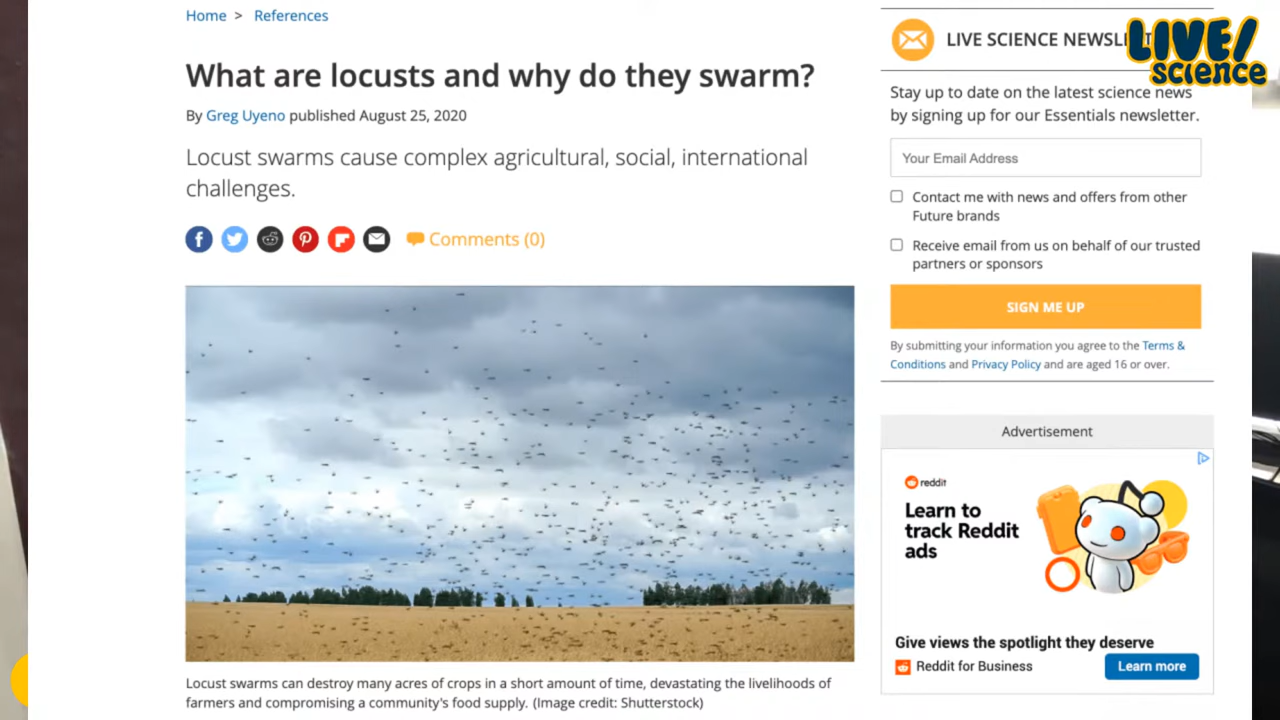 Home > References
What are locusts and why do they swarm?
By Greg Uyeno published August 25, 2020
Locust swarms cause complex agricultural, social, international
challenges.
Comments (0)
Locust swarms can destroy many acres of crops in a short amount of time, devastating the livelihoods of
farmers and compromising a community's food supply. (Image credit: Shutterstock)
LIVE SCIENCE
LIVE!
science
Stay up to date on the latest science news
by signing up for our Essentials newsletter.
Your Email Address
Contact me with news and offers from other
Future brands
Receive email from us on behalf of our trusted
partners or sponsors
SIGN ME UP
By submitting your information you agree to the Terms &
Conditions and Privacy Policy and are aged 16 or over.
Advertisement
reddit
Learn to
track Reddit
ads
Give views the spotlight they deserve
Reddit for Business
Learn more